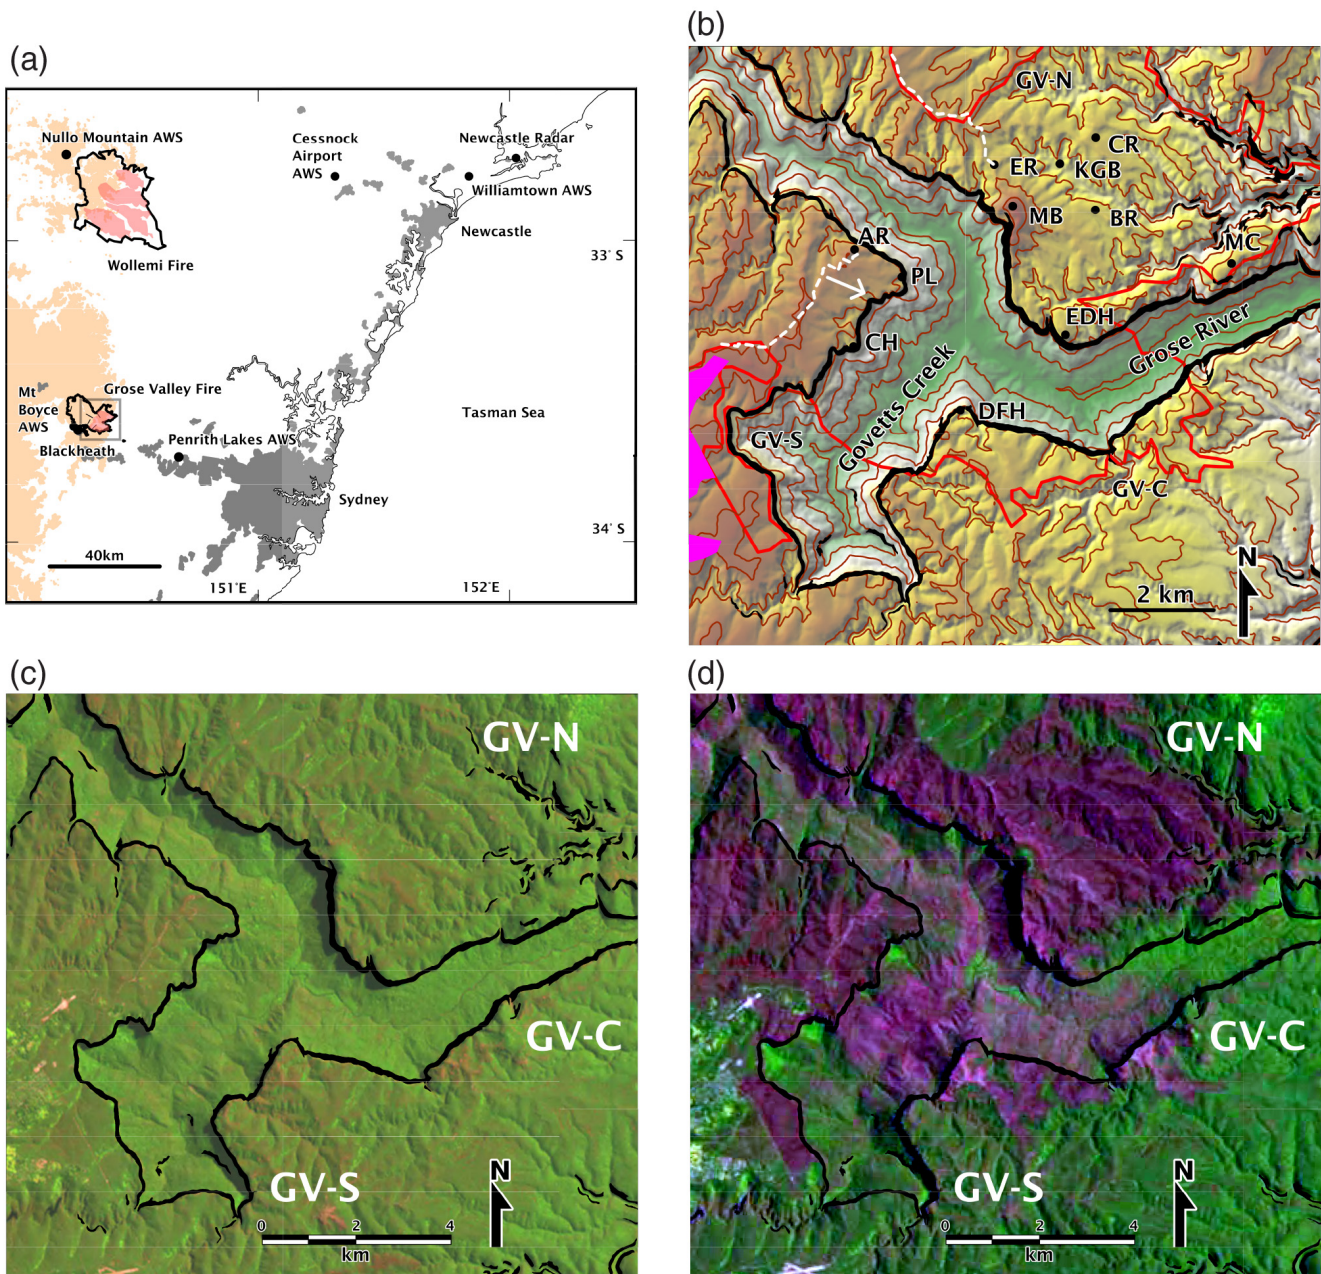 (a)
Nullo Mountain AWS
Cessnock
Airport
AWS
Newcastle Radar
Williamtown AWS
Newcastle
Wollemi Fire
33° S
Mt
Boyce
AWS
Grose Valley Fire
Blackheath
Penrith Lakes AWS
Tasman Sea
Sydney
34° S
40km
151°E
152°E
(b)
GV-N
CR
ER
KGB
MB
BR
AR
MC
PL
EDH
CH
Grose River
Govetts Creek
DFH
GV-S
GV-C
N
2 km
(c)
GV-N
GV-C
GV-S
N
0 2 4
km
(d)
GV-N
GV-C
GV-S
N
0 2 4
km